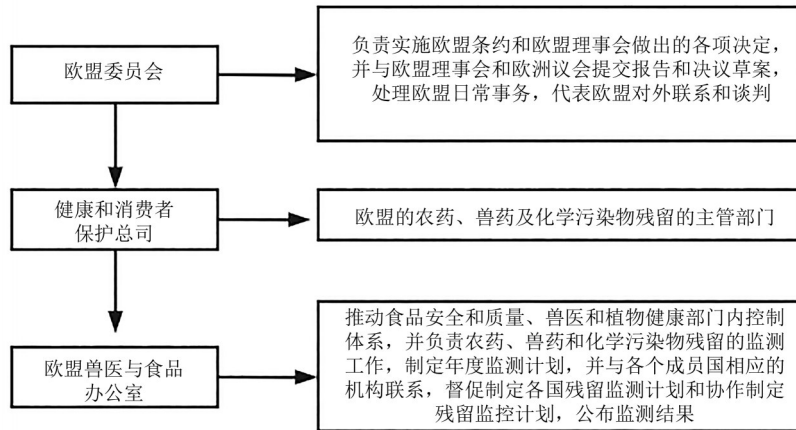 欧盟委员会
负责实施欧盟条约和欧盟理事会做出的各项决定，
并与欧盟理事会和欧洲议会提交报告和决议草案，
处理欧盟日常事务，代表欧盟对外联系和谈判
健康和消费者
保护总司
欧盟的农药、兽药及化学污染物残留的主管部门
欧盟兽医与食品
办公室
推动食品安全和质量、兽医和植物健康部门内控制
体系，并负责农药、兽药和化学污染物残留的监测
工作，制定年度监测计划，并与各个成员国相应的
机构联系，督促制定各国残留监测计划和协作制定
残留监控计划，公布监测结果